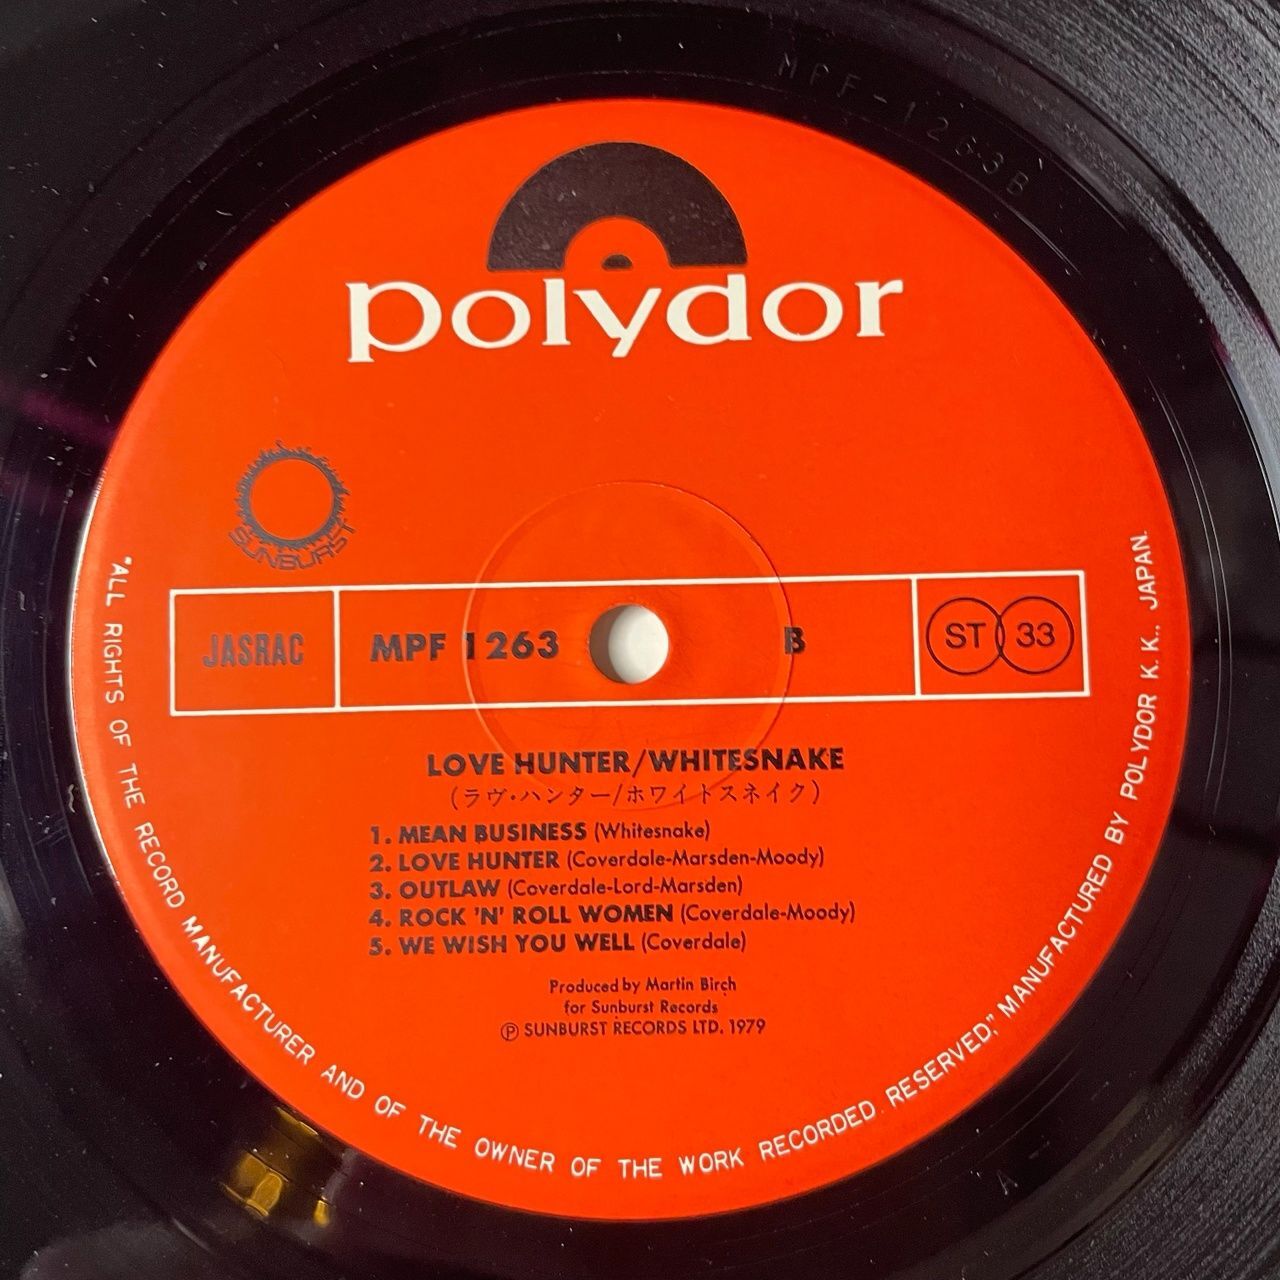 MPF-1263B
polydor
SUNBURST
JASRAC
MPF 1263
B
ST 33
LOVE HUNTER/WHITESNAKE
(ラヴ・ハンター/ホワイトスネイク)
1. MEAN BUSINESS (Whitesnake)
2. LOVE HUNTER (Coverdale-Marsden-Moody)
3. OUTLAW (Coverdale-Lord-Marsden)
4. ROCK 'N' ROLL WOMEN (Coverdale-Moody)
5. WE WISH YOU WELL (Coverdale)
Produced by Martin Birch
for Sunburst Records
Ⓟ SUNBURST RECORDS LTD. 1979
"ALL RIGHTS OF THE RECORD MANUFACTURER AND OF THE OWNER OF THE WORK RECORDED RESERVED," MANUFACTURED BY POLYDOR K. K., JAPAN.
A